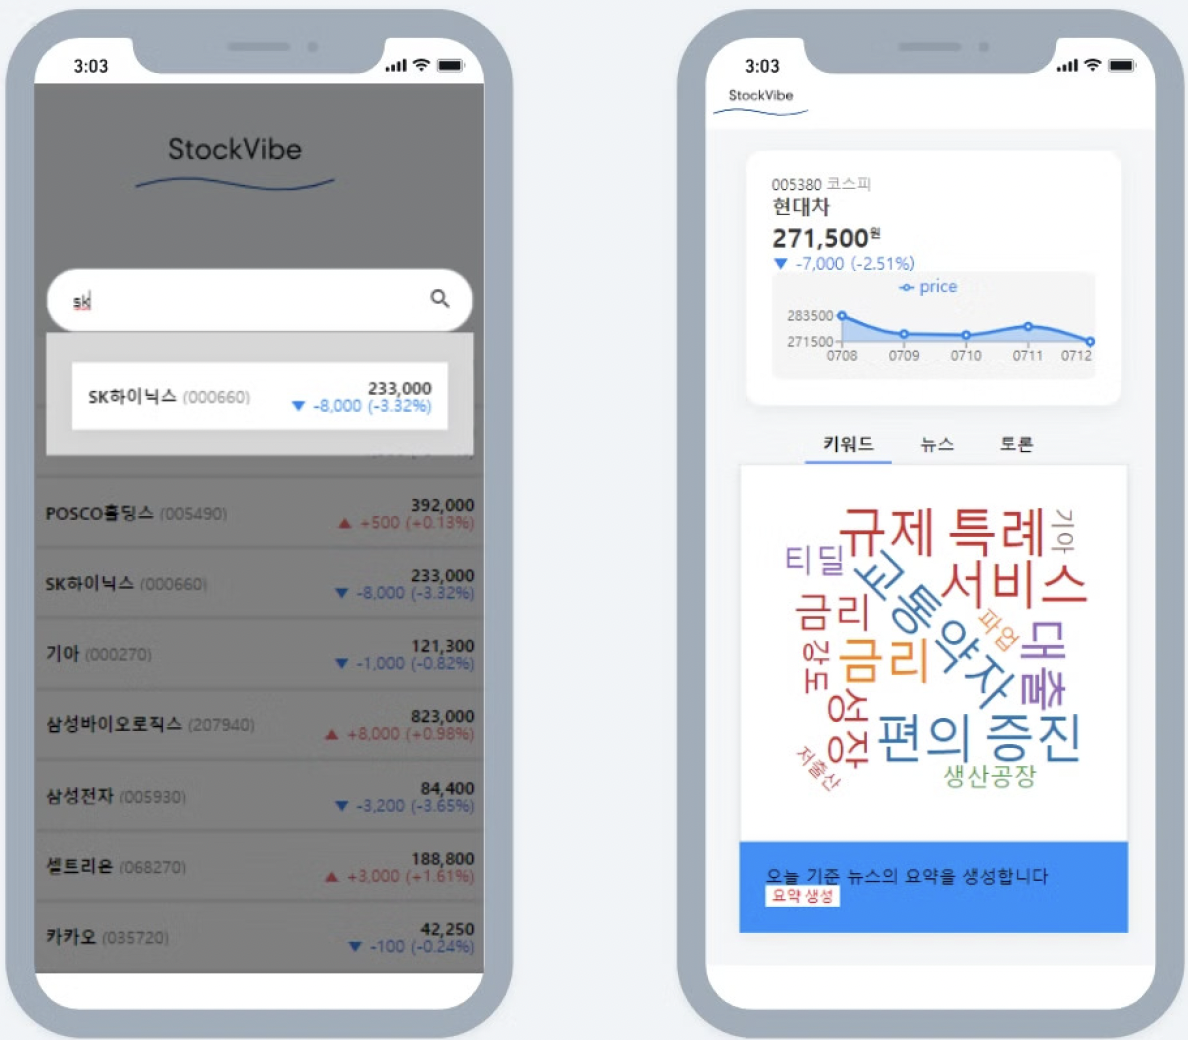 3:03
StockVibe
sk
SK하이닉스 (000660)
233,000
▼ -8,000 (-3.32%)
POSCO홀딩스 (005490)
392,000
▲ +500 (+0.13%)
SK하이닉스 (000660)
233,000
▼ -8,000 (-3.32%)
기아 (000270)
121,300
▼ -1,000 (-0.82%)
삼성바이오로직스 (207940)
823,000
▲ +8,000 (+0.98%)
삼성전자 (005930)
84,400
▼ -3,200 (-3.65%)
셀트리온 (068270)
188,800
▲ +3,000 (+1.61%)
카카오 (035720)
42,250
▼ -100 (-0.24%)
3:03
StockVibe
005380 코스피
현대차
271,500원
▼ -7,000 (-2.51%)
price
283500
271500
0708 0709 0710 0711 0712
키워드 뉴스 토론
규제 특례
기아
티딜
교통약자
서비스
금리
파업
대출
강도
금리
성장
편의 증진
저출산
생산공장
오늘 기준 뉴스의 요약을 생성합니다
요약 생성